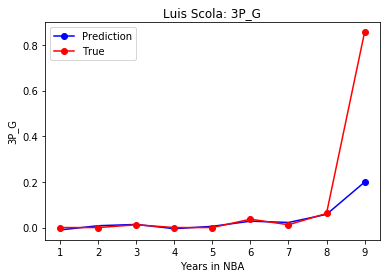 Luis Scola: 3P_G
Prediction
True
3P_G
0.8
0.6
0.4
0.2
0.0
1 2 3 4 5 6 7 8 9
Years in NBA